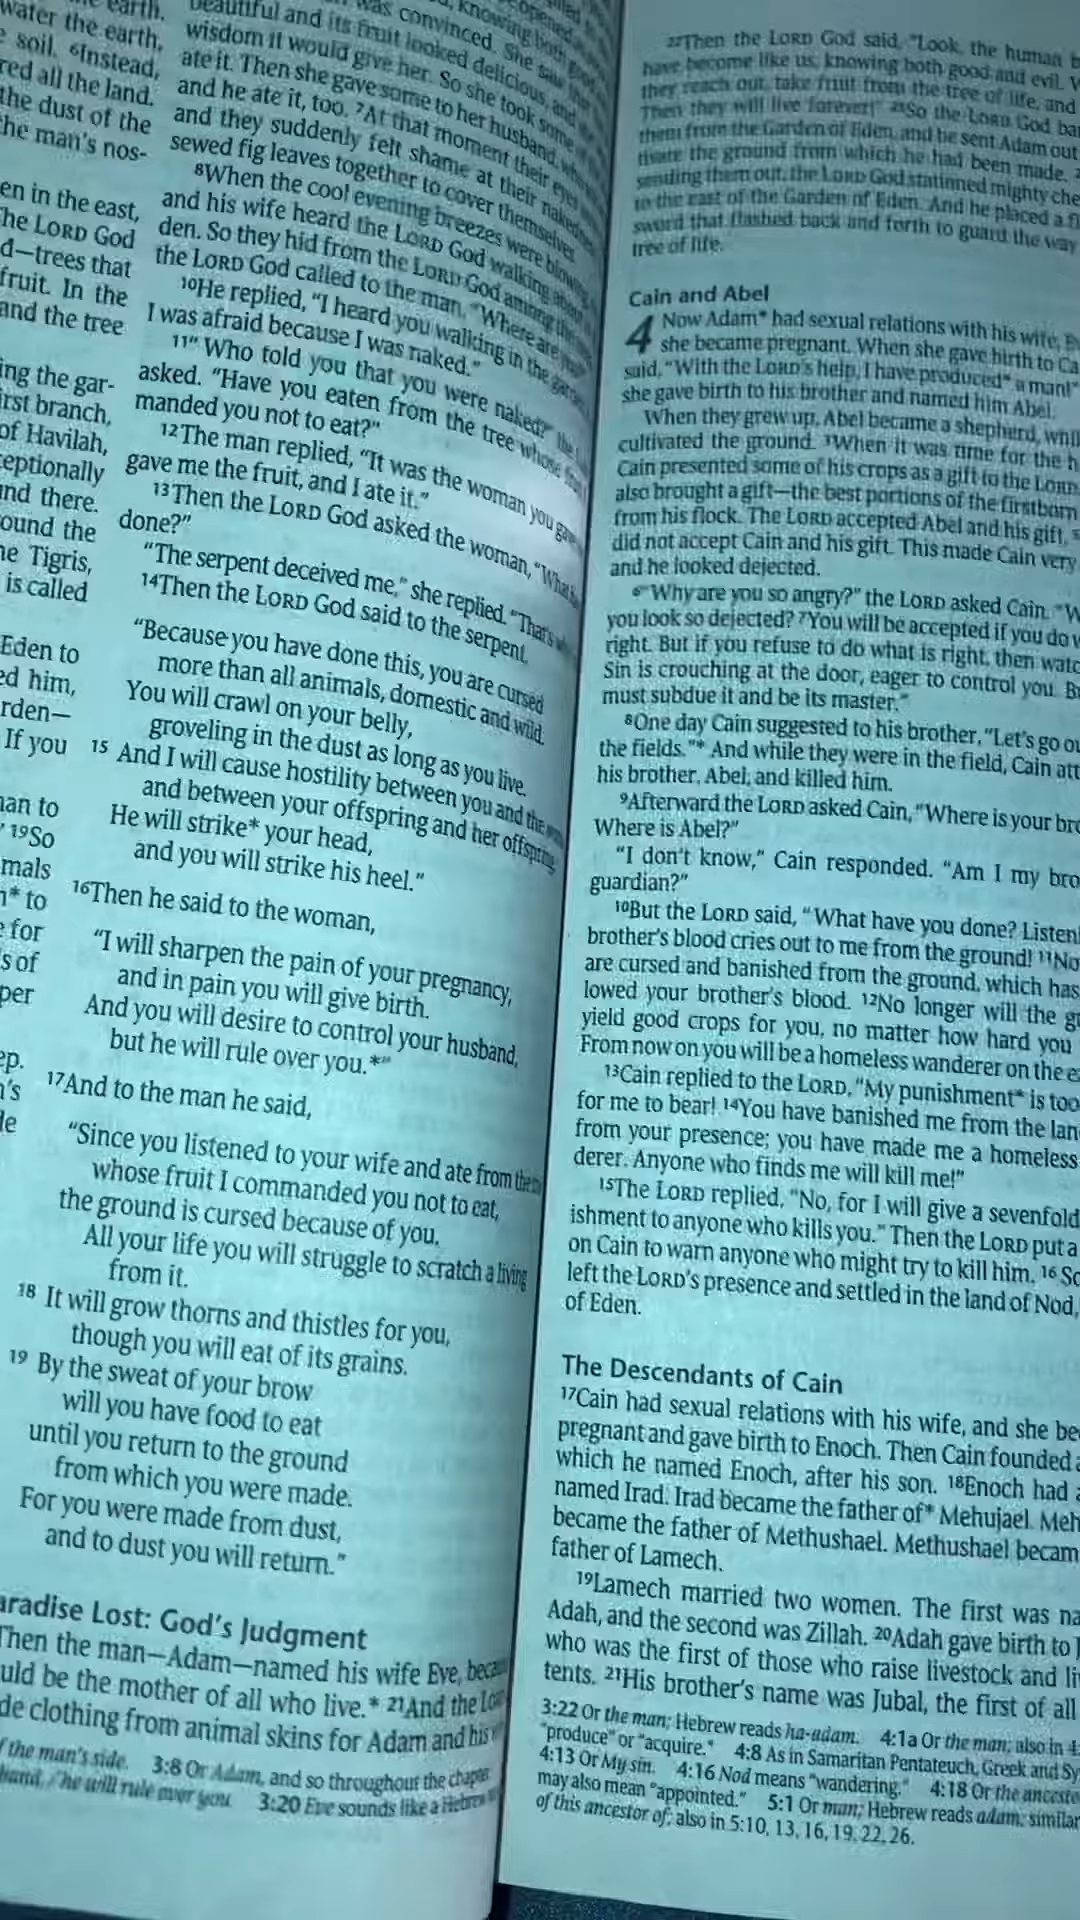 the earth.
water the earth,
soil. ⁶Instead,
red all the land.
the dust of the
he man's nos-
en in the east,
he LORD God
d—trees that
fruit. In the
and the tree
ing the gar-
irst branch,
of Havilah,
ceptionally
und there.
ound the
ne Tigris,
is called
Eden to
ed him,
rden—
If you
nan to
¹⁹So
mals
* to
for
s of
per
ep.
n's
le
was convinced. She saw
beautiful and its fruit looked delicious, and
wisdom it would give her. So she took some
ate it. Then she gave some to her husband,
and he ate it, too. ⁷At that moment their eyes
and they suddenly felt shame at their
sewed fig leaves together to cover themselves.
⁸When the cool evening breezes were blowing,
and his wife heard the LORD God walking about
den. So they hid from the LORD God among the
the LORD God called to the man, "Where are you?"
¹⁰He replied, "I heard you walking in the garden,
I was afraid because I was naked."
¹¹"Who told you that you were naked?" the
asked. "Have you eaten from the tree whose
manded you not to eat?"
¹²The man replied, "It was the woman you gave
gave me the fruit, and I ate it."
¹³Then the LORD God asked the woman, "What
done?"
"The serpent deceived me," she replied. "That's
¹⁴Then the LORD God said to the serpent,
"Because you have done this, you are cursed
more than all animals, domestic and wild.
You will crawl on your belly,
groveling in the dust as long as you live.
15 And I will cause hostility between you and the
and between your offspring and her offspring.
He will strike* your head,
and you will strike his heel."
¹⁶Then he said to the woman,
"I will sharpen the pain of your pregnancy,
and in pain you will give birth.
And you will desire to control your husband,
but he will rule over you.*"
¹⁷And to the man he said,
"Since you listened to your wife and ate from the
whose fruit I commanded you not to eat,
the ground is cursed because of you.
All your life you will struggle to scratch a living
from it.
18 It will grow thorns and thistles for you,
though you will eat of its grains.
19 By the sweat of your brow
will you have food to eat
until you return to the ground
from which you were made.
For you were made from dust,
and to dust you will return."
aradise Lost: God's Judgment
Then the man—Adam—named his wife Eve, because
uld be the mother of all who live.* ²¹And the LORD
de clothing from animal skins for Adam and his
f the man's side. 3:8 Or Adam, and so throughout the chapter.
band, / he will rule over you. 3:20 Eve sounds like a Hebrew
²²Then the LORD God said, "Look, the human b
have become like us, knowing both good and evil. W
they reach out, take fruit from the tree of life, and
Then they will live forever!" ²³So the LORD God ba
them from the Garden of Eden, and he sent Adam out
tivate the ground from which he had been made.
sending them out, the LORD God stationed mighty che
to the east of the Garden of Eden. And he placed a fl
sword that flashed back and forth to guard the way
tree of life.
Cain and Abel
4 Now Adam* had sexual relations with his wife, E
she became pregnant. When she gave birth to Ca
said, "With the LORD's help, I have produced* a man!"
she gave birth to his brother and named him Abel.
When they grew up, Abel became a shepherd, whil
cultivated the ground. ³When it was time for the h
Cain presented some of his crops as a gift to the LORD.
also brought a gift—the best portions of the firstborn
from his flock. The LORD accepted Abel and his gift,
did not accept Cain and his gift. This made Cain very
and he looked dejected.
⁶"Why are you so angry?" the LORD asked Cain. "W
you look so dejected? ⁷You will be accepted if you do w
right. But if you refuse to do what is right, then watc
Sin is crouching at the door, eager to control you. B
must subdue it and be its master."
⁸One day Cain suggested to his brother, "Let's go ou
the fields."* And while they were in the field, Cain att
his brother, Abel, and killed him.
⁹Afterward the LORD asked Cain, "Where is your bro
Where is Abel?"
"I don't know," Cain responded. "Am I my bro
guardian?"
¹⁰But the LORD said, "What have you done? Listen
brother's blood cries out to me from the ground! ¹¹No
are cursed and banished from the ground, which has
lowed your brother's blood. ¹²No longer will the g
yield good crops for you, no matter how hard you
From now on you will be a homeless wanderer on the e
¹³Cain replied to the LORD, "My punishment* is too
for me to bear! ¹⁴You have banished me from the lan
from your presence; you have made me a homeless
derer. Anyone who finds me will kill me!"
¹⁵The LORD replied, "No, for I will give a sevenfold
ishment to anyone who kills you." Then the LORD put a
on Cain to warn anyone who might try to kill him. ¹⁶So
left the LORD's presence and settled in the land of Nod,
of Eden.
The Descendants of Cain
¹⁷Cain had sexual relations with his wife, and she be
pregnant and gave birth to Enoch. Then Cain founded a
which he named Enoch, after his son. ¹⁸Enoch had a
named Irad. Irad became the father of* Mehujael. Meh
became the father of Methushael. Methushael becam
father of Lamech.
¹⁹Lamech married two women. The first was na
Adah, and the second was Zillah. ²⁰Adah gave birth to J
who was the first of those who raise livestock and li
tents. ²¹His brother's name was Jubal, the first of all
3:22 Or the man; Hebrew reads ha-adam. 4:1a Or the man; also in 4:
"produce" or "acquire." 4:8 As in Samaritan Pentateuch, Greek and Sy
4:13 Or My sin. 4:16 Nod means "wandering." 4:18 Or the ancesto
may also mean "appointed." 5:1 Or man; Hebrew reads adam; similar
of this ancestor of; also in 5:10, 13, 16, 19, 22, 26.